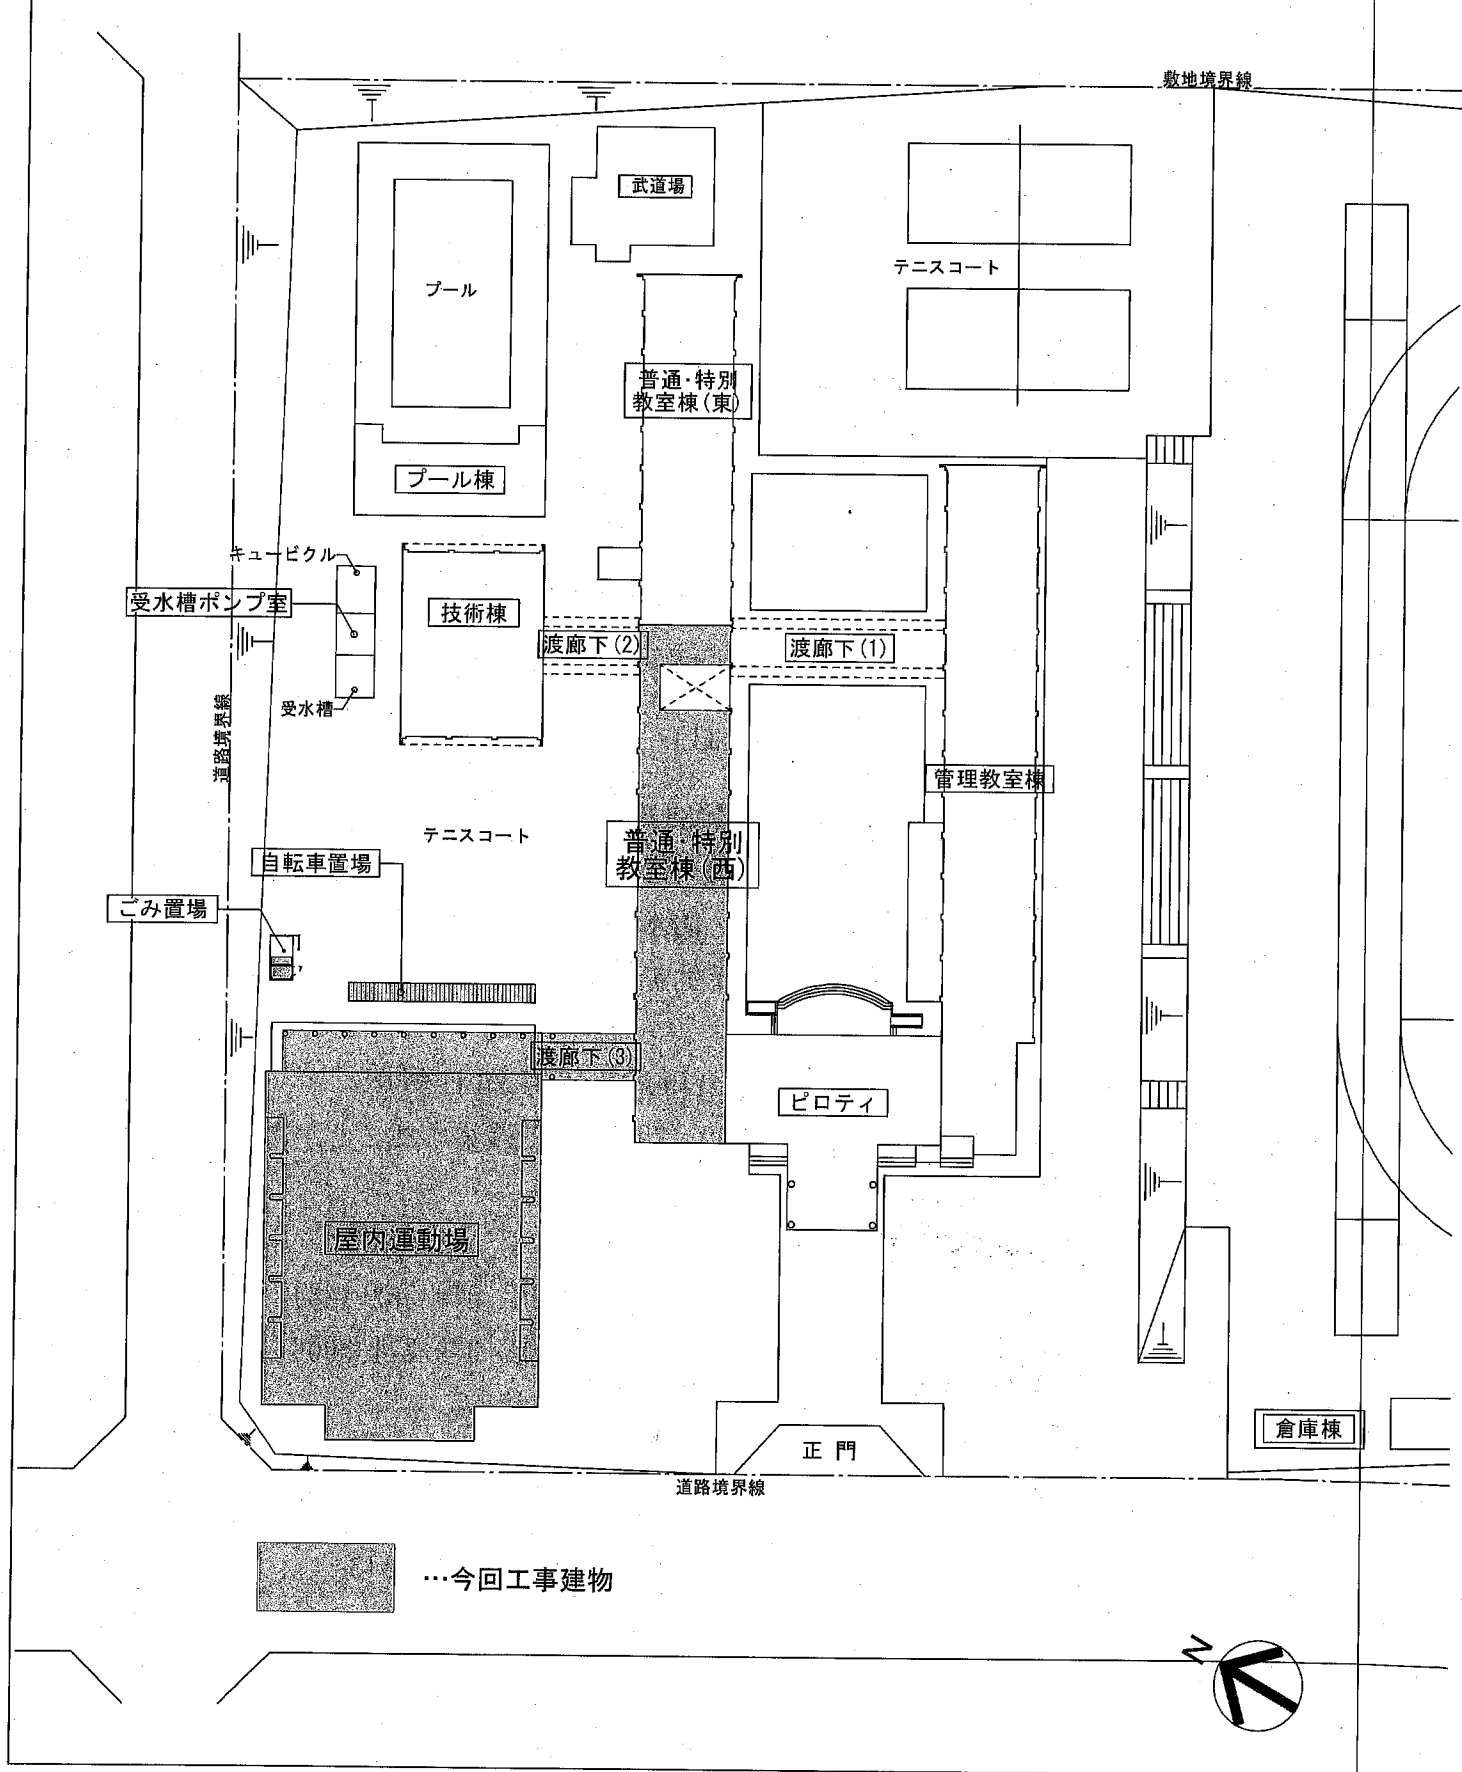 敷地境界線
武道場
テニスコート
プール
普通・特別
教室棟(東)
プール棟
キュービクル
受水槽ポンプ室
技術棟
渡廊下(2)
渡廊下(1)
受水槽
道路境界線
管理教室棟
テニスコート
普通・特別
教室棟(西)
自転車置場
ごみ置場
渡廊下(3)
ピロティ
屋内運動場
倉庫棟
正門
道路境界線
…今回工事建物
N